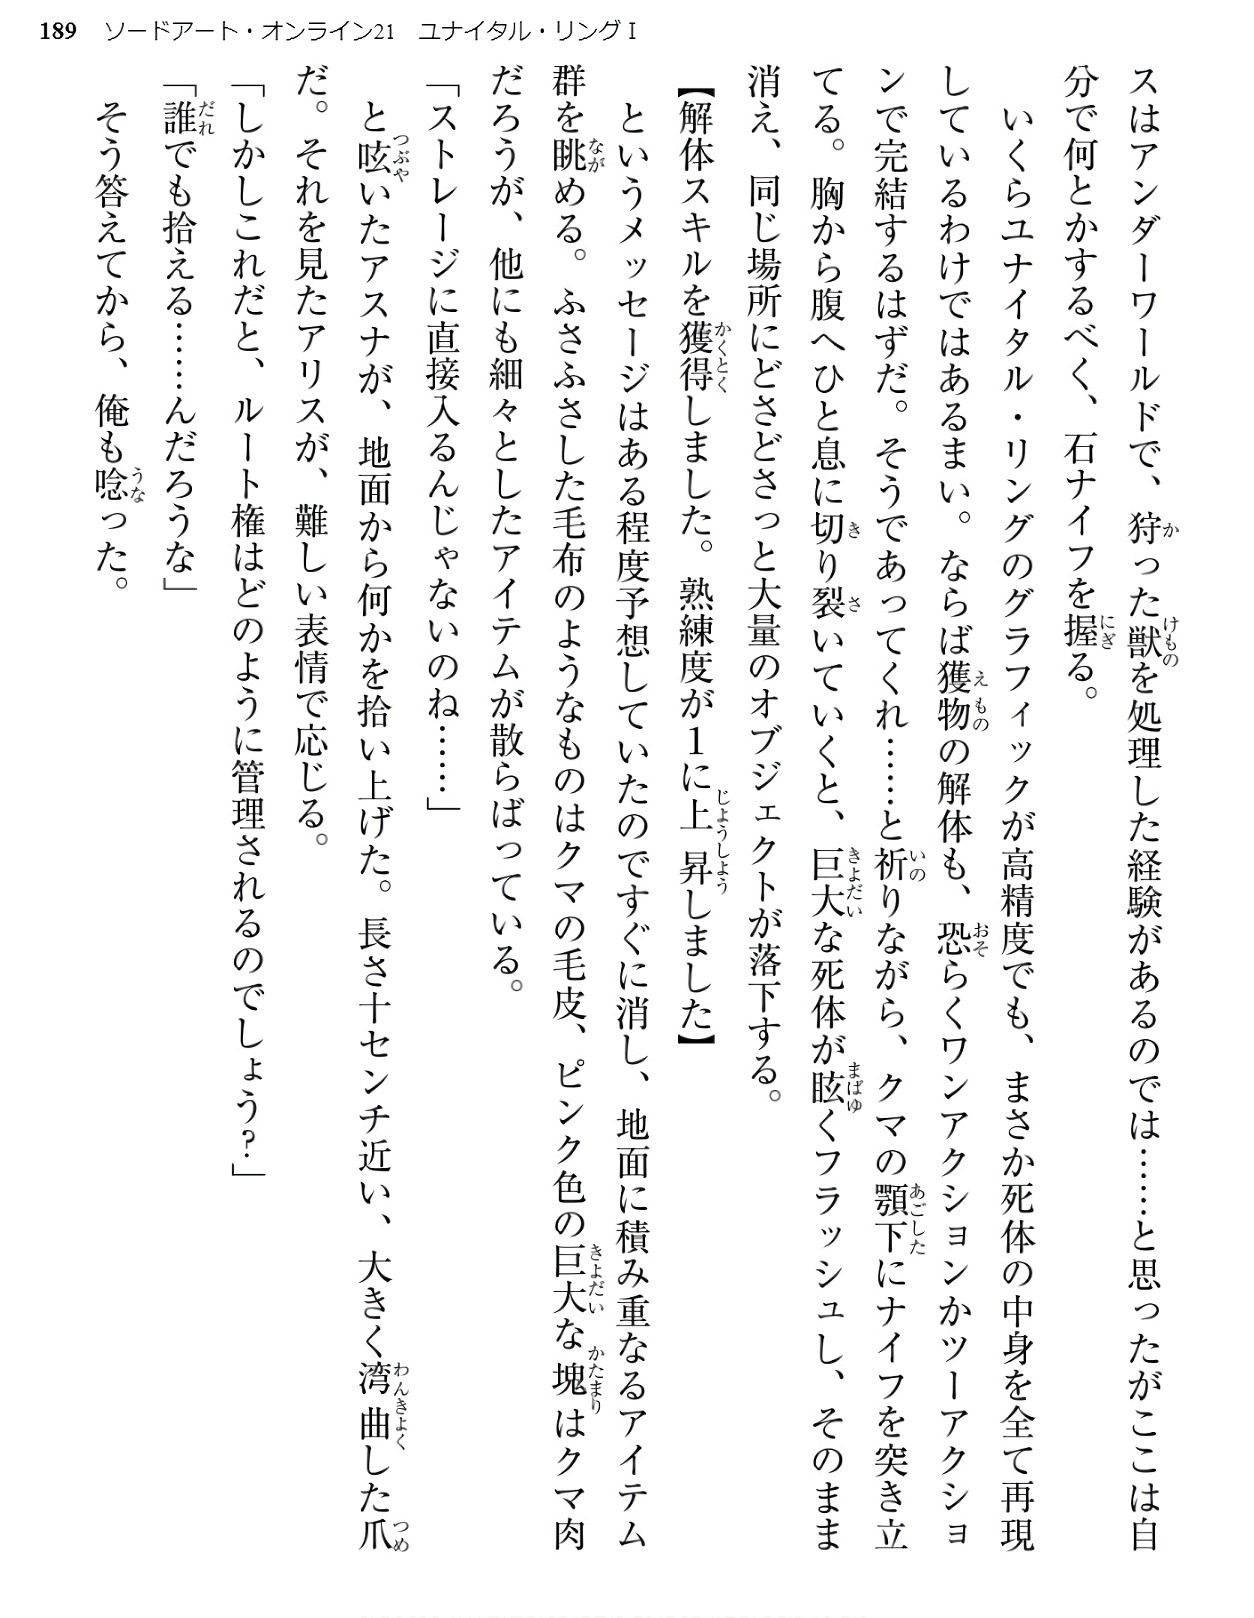 189 ソードアート・オンライン21 ユナイタル・リングⅠ
スはアンダーワールドで、狩った獣を処理した経験があるのでは……と思ったがここは自
分で何とかするべく、石ナイフを握る。
いくらユナイタル・リングのグラフィックが高精度でも、まさか死体の中身を全て再現
しているわけではあるまい。ならば獲物の解体も、恐らくワンアクションかツーアクショ
ンで完結するはずだ。そうであってくれ……と祈りながら、クマの顎下にナイフを突き立
てる。胸から腹へひと息に切り裂いていくと、巨大な死体が眩くフラッシュし、そのまま
消え、同じ場所にどさどさっと大量のオブジェクトが落下する。
【解体スキルを獲得しました。熟練度が1に上昇しました】
というメッセージはある程度予想していたのですぐに消し、地面に積み重なるアイテム
群を眺める。ふさふさした毛布のようなものはクマの毛皮、ピンク色の巨大な塊はクマ肉
だろうが、他にも細々としたアイテムが散らばっている。
「ストレージに直接入るんじゃないのね……」
と呟いたアスナが、地面から何かを拾い上げた。長さ十センチ近い、大きく湾曲した爪
だ。それを見たアリスが、難しい表情で応じる。
「しかしこれだと、ルート権はどのように管理されるのでしょう?」
「誰でも拾える……んだろうな」
そう答えてから、俺も唸った。